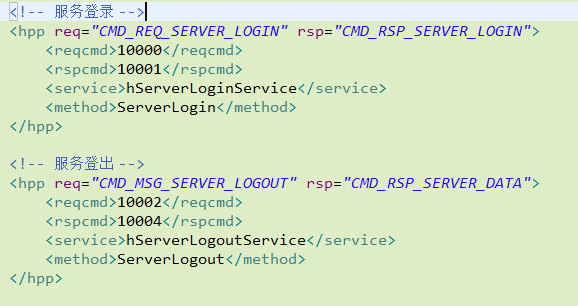 <!-- 服务登录 -->
<hpp req="CMD_REQ_SERVER_LOGIN" rsp="CMD_RSP_SERVER_LOGIN">
<reqcmd>10000</reqcmd>
<rspcmd>10001</rspcmd>
<service>hServerLoginService</service>
<method>ServerLogin</method>
</hpp>
<!-- 服务登出 -->
<hpp req="CMD_MSG_SERVER_LOGOUT" rsp="CMD_RSP_SERVER_DATA">
<reqcmd>10002</reqcmd>
<rspcmd>10004</rspcmd>
<service>hServerLogoutService</service>
<method>ServerLogout</method>
</hpp>